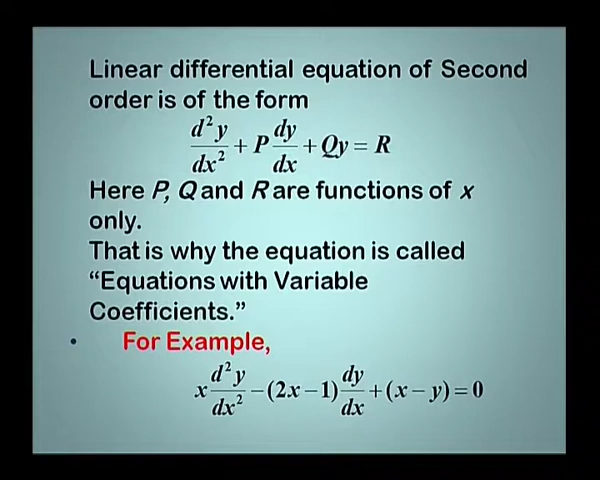 Linear differential equation of Second
order is of the form
d²y/dx² + P dy/dx + Qy = R
Here P, Q and R are functions of x
only.
That is why the equation is called
“Equations with Variable
Coefficients.”
• For Example,
x d²y/dx² − (2x − 1) dy/dx + (x − y) = 0